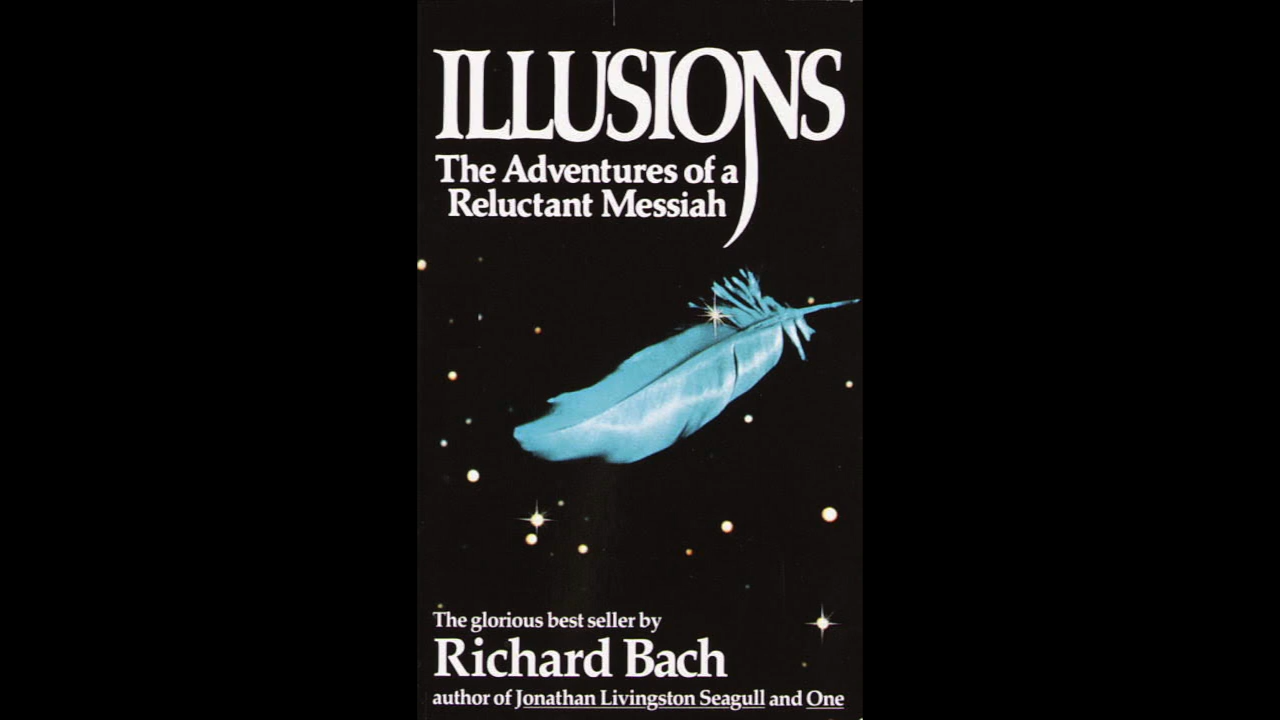 ILLUSIONS
The Adventures of a
Reluctant Messiah
The glorious best seller by
Richard Bach
author of Jonathan Livingston Seagull and One